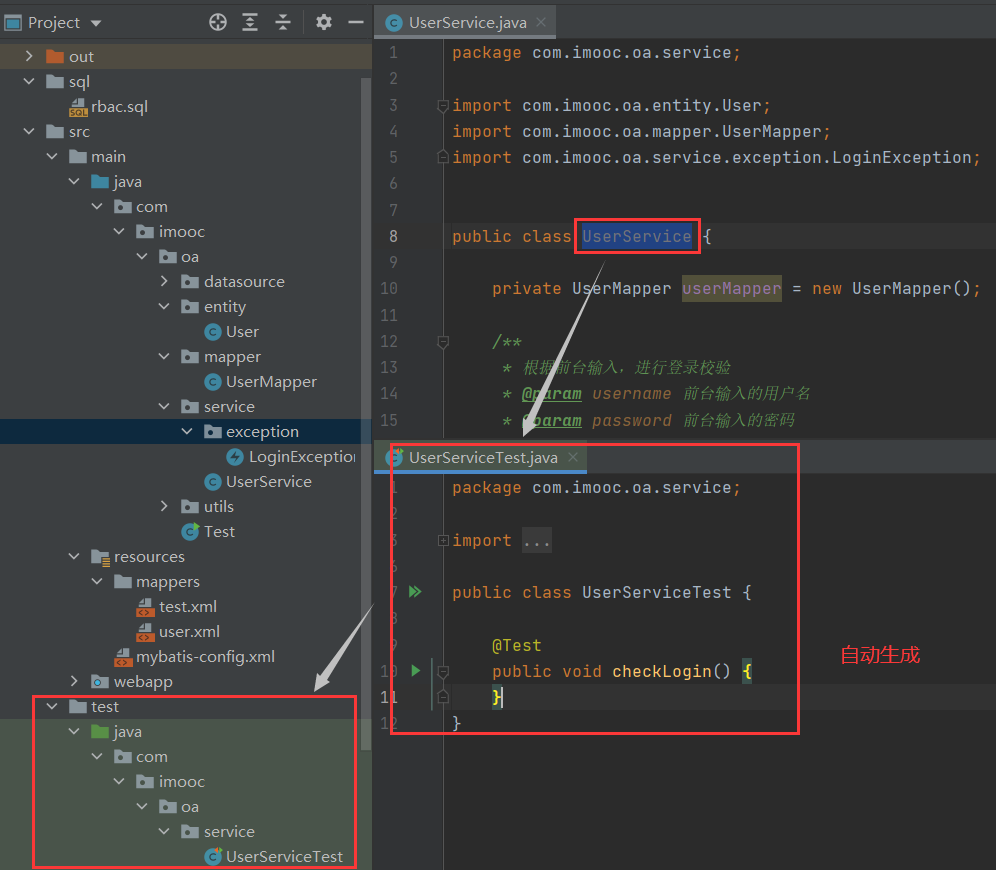 Project
out
sql
rbac.sql
src
main
java
com
imooc
oa
datasource
entity
User
mapper
UserMapper
service
exception
LoginException
UserService
utils
Test
resources
mappers
test.xml
user.xml
mybatis-config.xml
webapp
test
java
com
imooc
oa
service
UserServiceTest
UserService.java
1 package com.imooc.oa.service;
2
3 import com.imooc.oa.entity.User;
4 import com.imooc.oa.mapper.UserMapper;
5 import com.imooc.oa.service.exception.LoginException;
6
7
8 public class UserService {
9
10 private UserMapper userMapper = new UserMapper();
11
12 /**
13 * 根据前台输入，进行登录校验
14 * @param username 前台输入的用户名
15 * @param password 前台输入的密码
UserServiceTest.java
1 package com.imooc.oa.service;
2
3 import ...
6
7 public class UserServiceTest {
8
9 @Test
10 public void checkLogin() {
11 }
12 }
自动生成